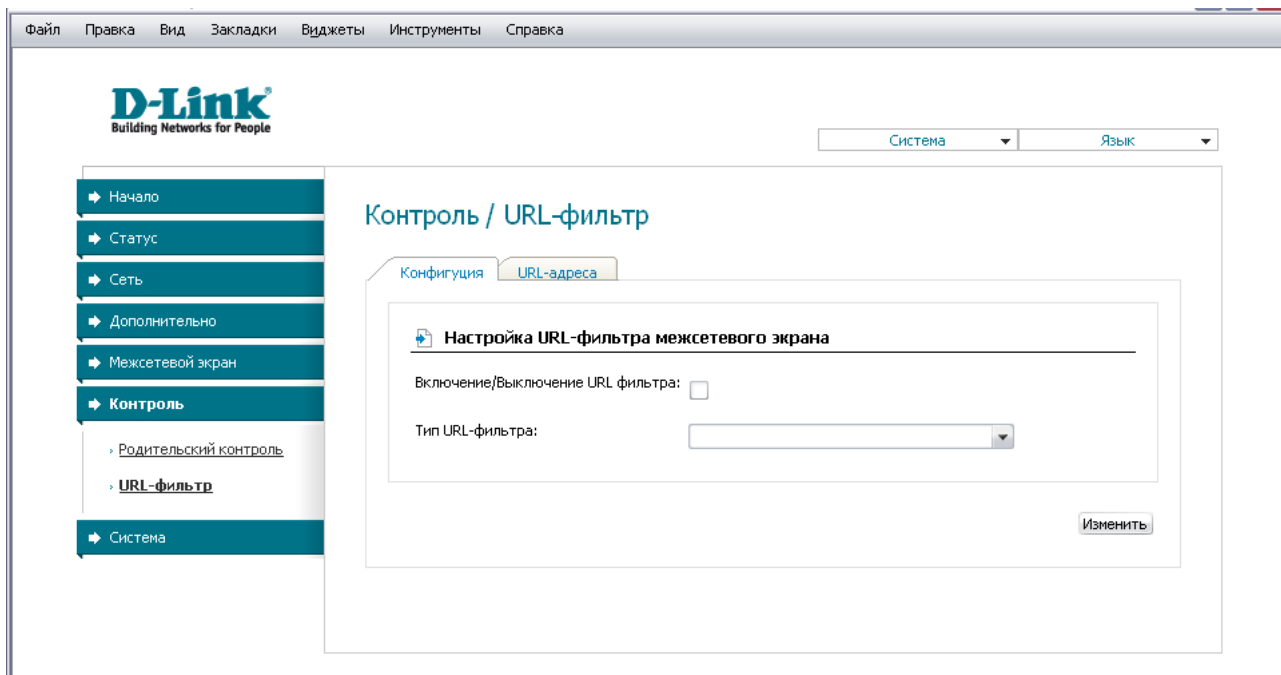 Файл Правка Вид Закладки Виджеты Инструменты Справка
D-Link®
Building Networks for People
Система Язык
Начало
Статус
Сеть
Дополнительно
Межсетевой экран
Контроль
Родительский контроль
URL-фильтр
Система
Контроль / URL-фильтр
Конфигуция URL-адреса
Настройка URL-фильтра межсетевого экрана
Включение/Выключение URL фильтра:
Тип URL-фильтра:
Изменить